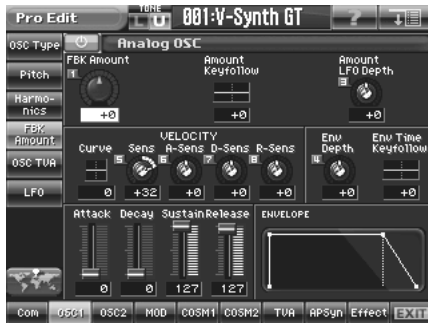 Pro Edit TONE L U 001:V-Synth GT ?
OSC Type Analog OSC
FBK Amount Amount Keyfollow Amount LFO Depth
Pitch 1 3
+0 +0 +0
Harmo-
nics
FBK
Amount
VELOCITY Env Depth Env Time Keyfollow
Curve Sens A-Sens D-Sens R-Sens
OSC TVA 5 6 7 8 4
LFO 0 +32 +0 +0 +0 +0 +0
Attack Decay Sustain Release ENVELOPE
0 0 127 127
Com OSC1 OSC2 MOD COSM1 COSM2 TVA APSyn Effect EXIT